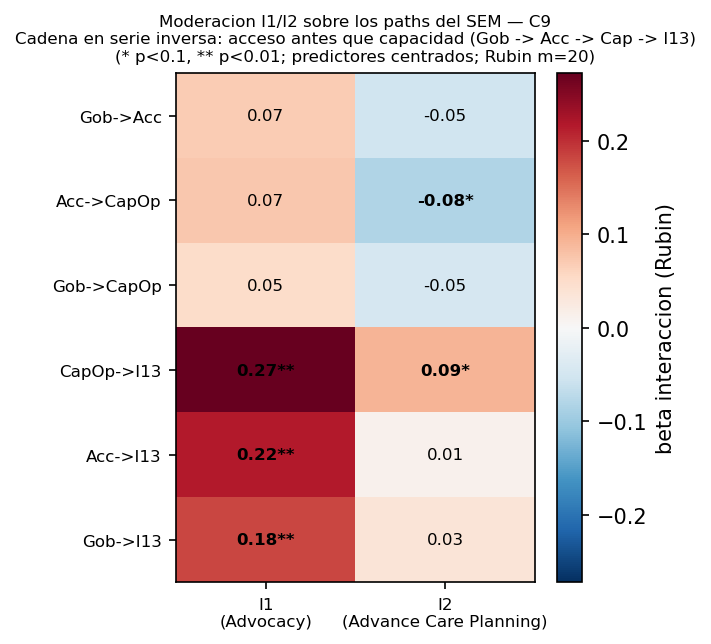 Moderacion I1/I2 sobre los paths del SEM — C9
Cadena en serie inversa: acceso antes que capacidad (Gob -> Acc -> Cap -> I13)
(* p<0.1, ** p<0.01; predictores centrados; Rubin m=20)
Gob->Acc 0.07 -0.05
Acc->CapOp 0.07 -0.08*
Gob->CapOp 0.05 -0.05
CapOp->I13 0.27** 0.09*
Acc->I13 0.22** 0.01
Gob->I13 0.18** 0.03
I1 I2
(Advocacy) (Advance Care Planning)
0.2
0.1
0.0
−0.1
−0.2
beta interaccion (Rubin)